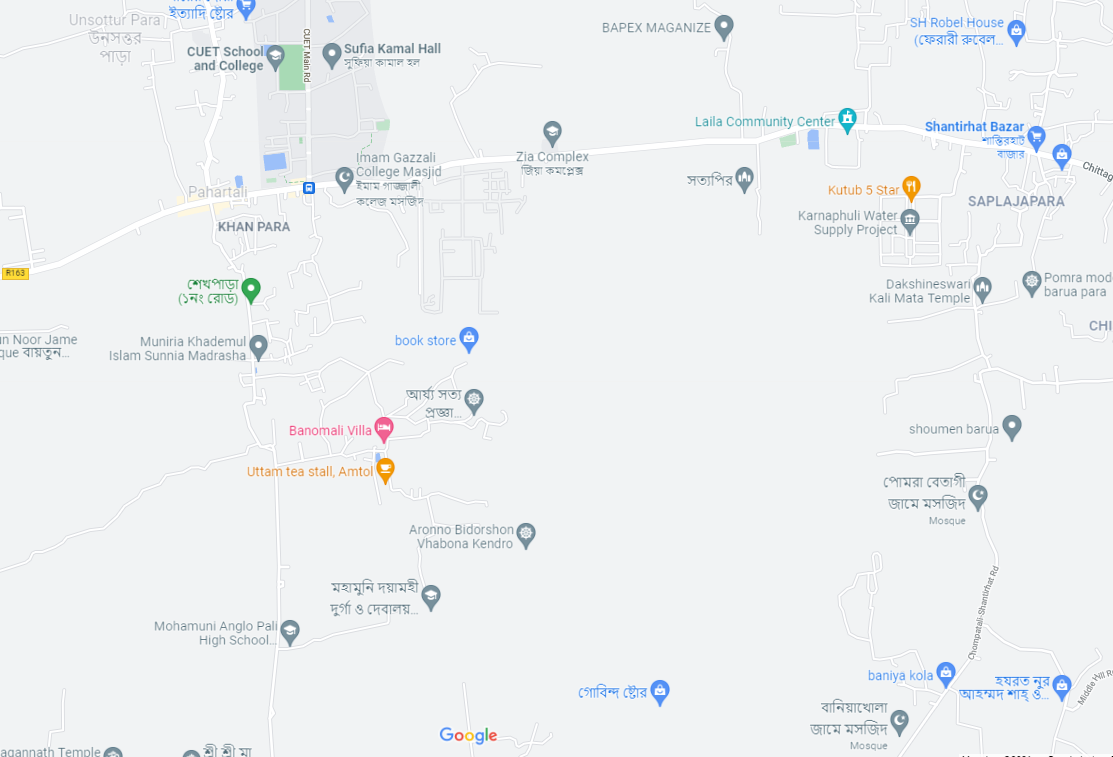 ইত্যাদি ষ্টোর
Unsottur Para
উনসত্তর
পাড়া
CUET School
and College
CUET Main Rd
Sufia Kamal Hall
সুফিয়া কামাল হল
BAPEX MAGANIZE
SH Robel House
(ফেরারী রুবেল...
Laila Community Center
Shantirhat Bazar
শান্তিরহাট
বাজার
Chittag
Zia Complex
জিয়া কমপ্লেক্স
Imam Gazzali
College Masjid
ইমাম গাজ্জালী
কলেজ মসজিদ
সত্যপির
Kutub 5 Star
Pahartali
SAPLAJAPARA
Karnaphuli Water
Supply Project
KHAN PARA
R163
শেখপাড়া
(১নং রোড)
Dakshineswari
Kali Mata Temple
Pomra mod
barua para
CHI
un Noor Jame
que বায়তুন...
Muniria Khademul
Islam Sunnia Madrasha
book store
আর্য্য সত্য
প্রজ্ঞা...
Banomali Villa
shoumen barua
Uttam tea stall, Amtol
পোমরা বেতাগী
জামে মসজিদ
Mosque
Aronno Bidorshon
Vhabona Kendro
মহামুনি দয়ামহী
দুর্গা ও দেবালয়...
Chompatali-Shantirhat Rd
Mohamuni Anglo Pali
High School...
baniya kola
হযরত নুর
আহম্মদ শাহ্ ও...
Middle Hill Ro
গোবিন্দ ষ্টোর
বানিয়াখোলা
জামে মসজিদ
Mosque
Google
agannath Temple
শ্রী শ্রী মা